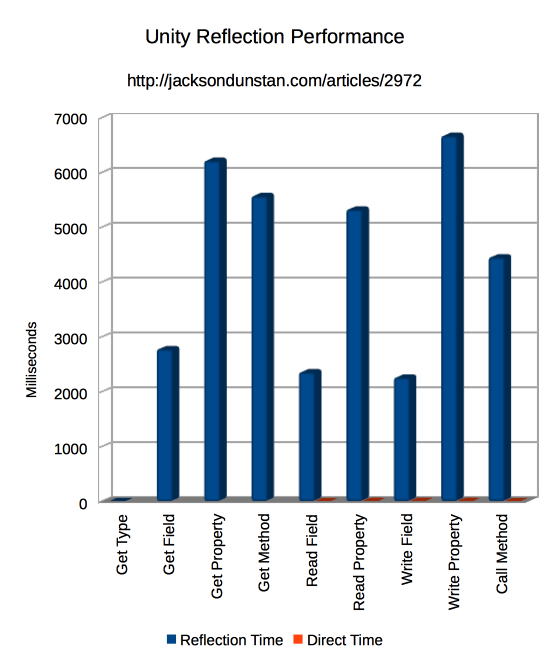 Unity Reflection Performance
http://jacksondunstan.com/articles/2972
7000
6000
5000
4000
3000
2000
1000
0
Milliseconds
Get Type
Get Field
Get Property
Get Method
Read Field
Read Property
Write Field
Write Property
Call Method
Reflection Time
Direct Time